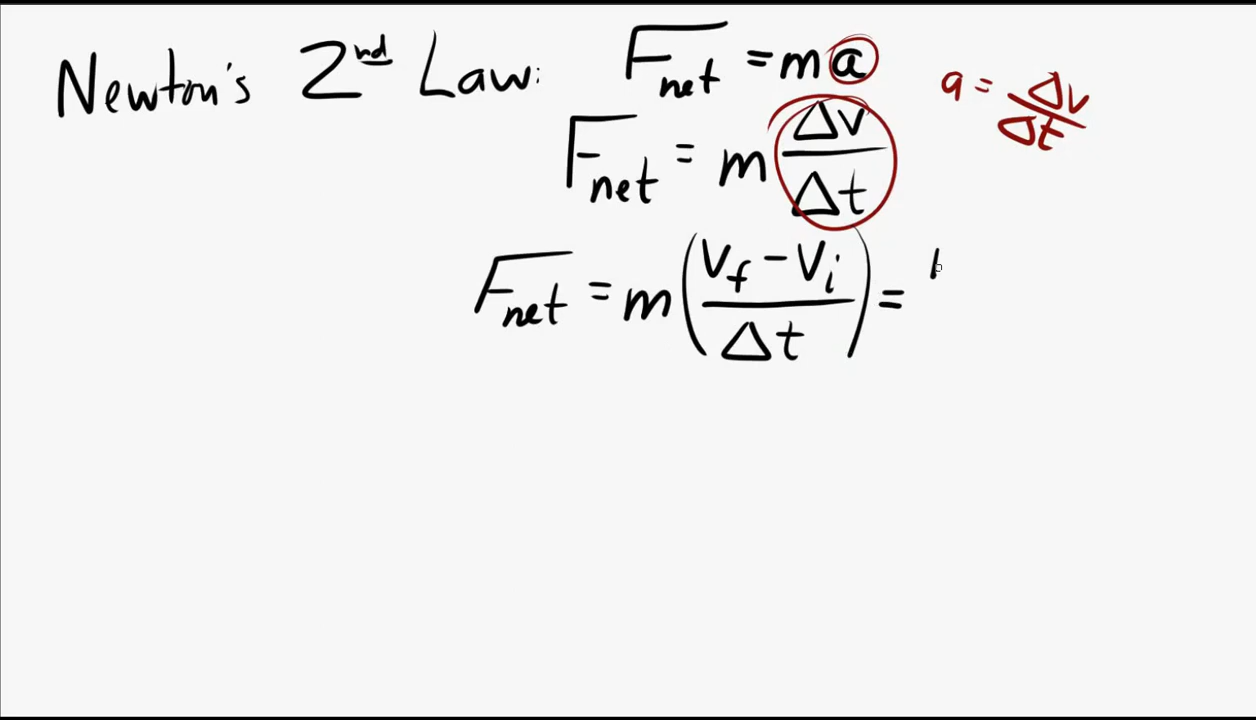 Newton's 2nd Law: Fnet = ma
a = Δv/Δt
Fnet = m Δv/Δt
Fnet = m(Vf - Vi / Δt) =